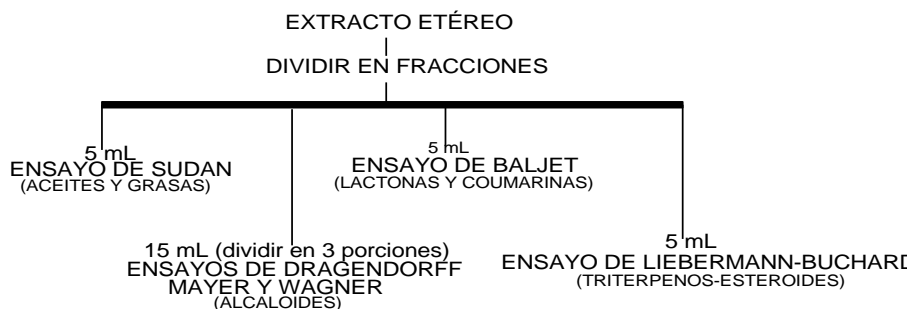 EXTRACTO ETÉREO
DIVIDIR EN FRACCIONES
5 mL
ENSAYO DE SUDAN
(ACEITES Y GRASAS)
15 mL (dividir en 3 porciones)
ENSAYOS DE DRAGENDORFF
MAYER Y WAGNER
(ALCALOIDES)
5 mL
ENSAYO DE BALJET
(LACTONAS Y COUMARINAS)
5 mL
ENSAYO DE LIEBERMANN-BUCHARD
(TRITERPENOS-ESTEROIDES)